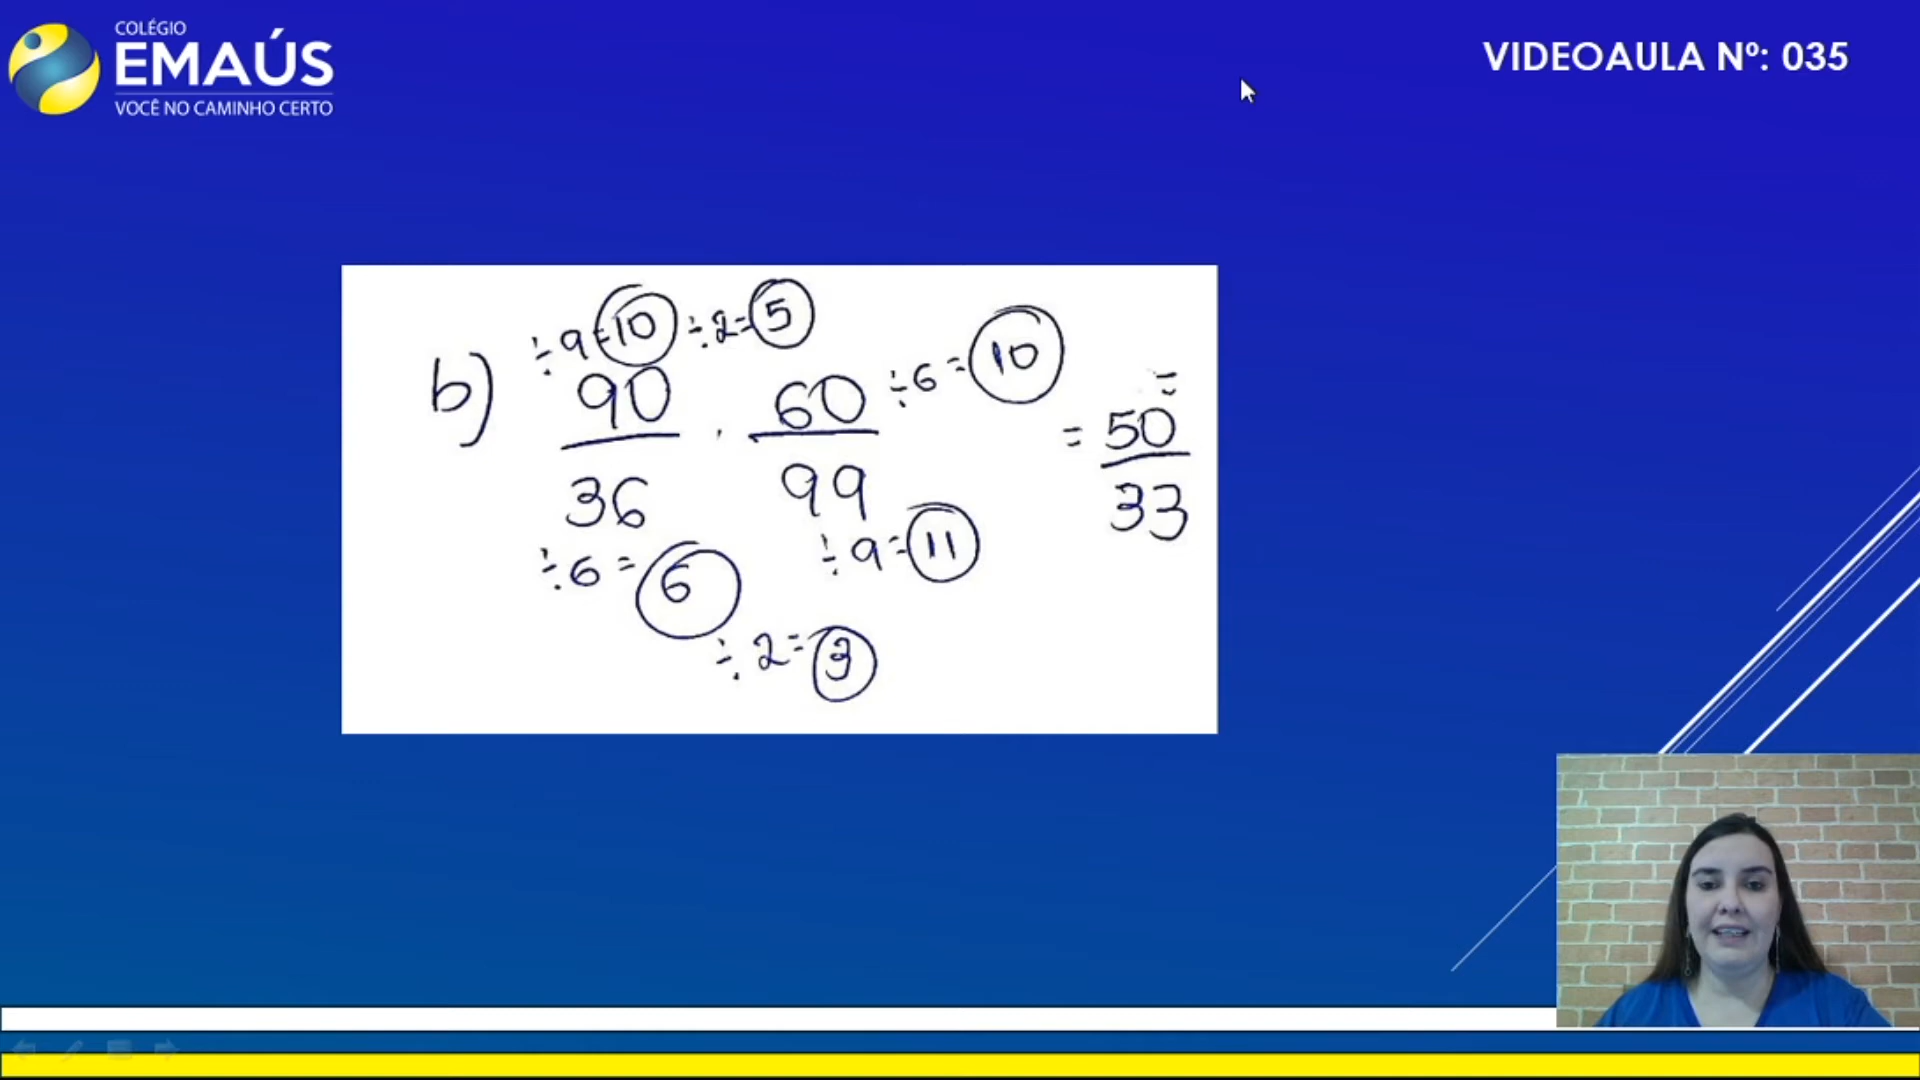 COLÉGIO
EMAÚS
VOCÊ NO CAMINHO CERTO
VIDEOAULA Nº: 035
÷9=10 ÷2=5
b) 90/36 . 60/99 = 50/33
÷6=10
÷6=6
÷9=11
÷2=3